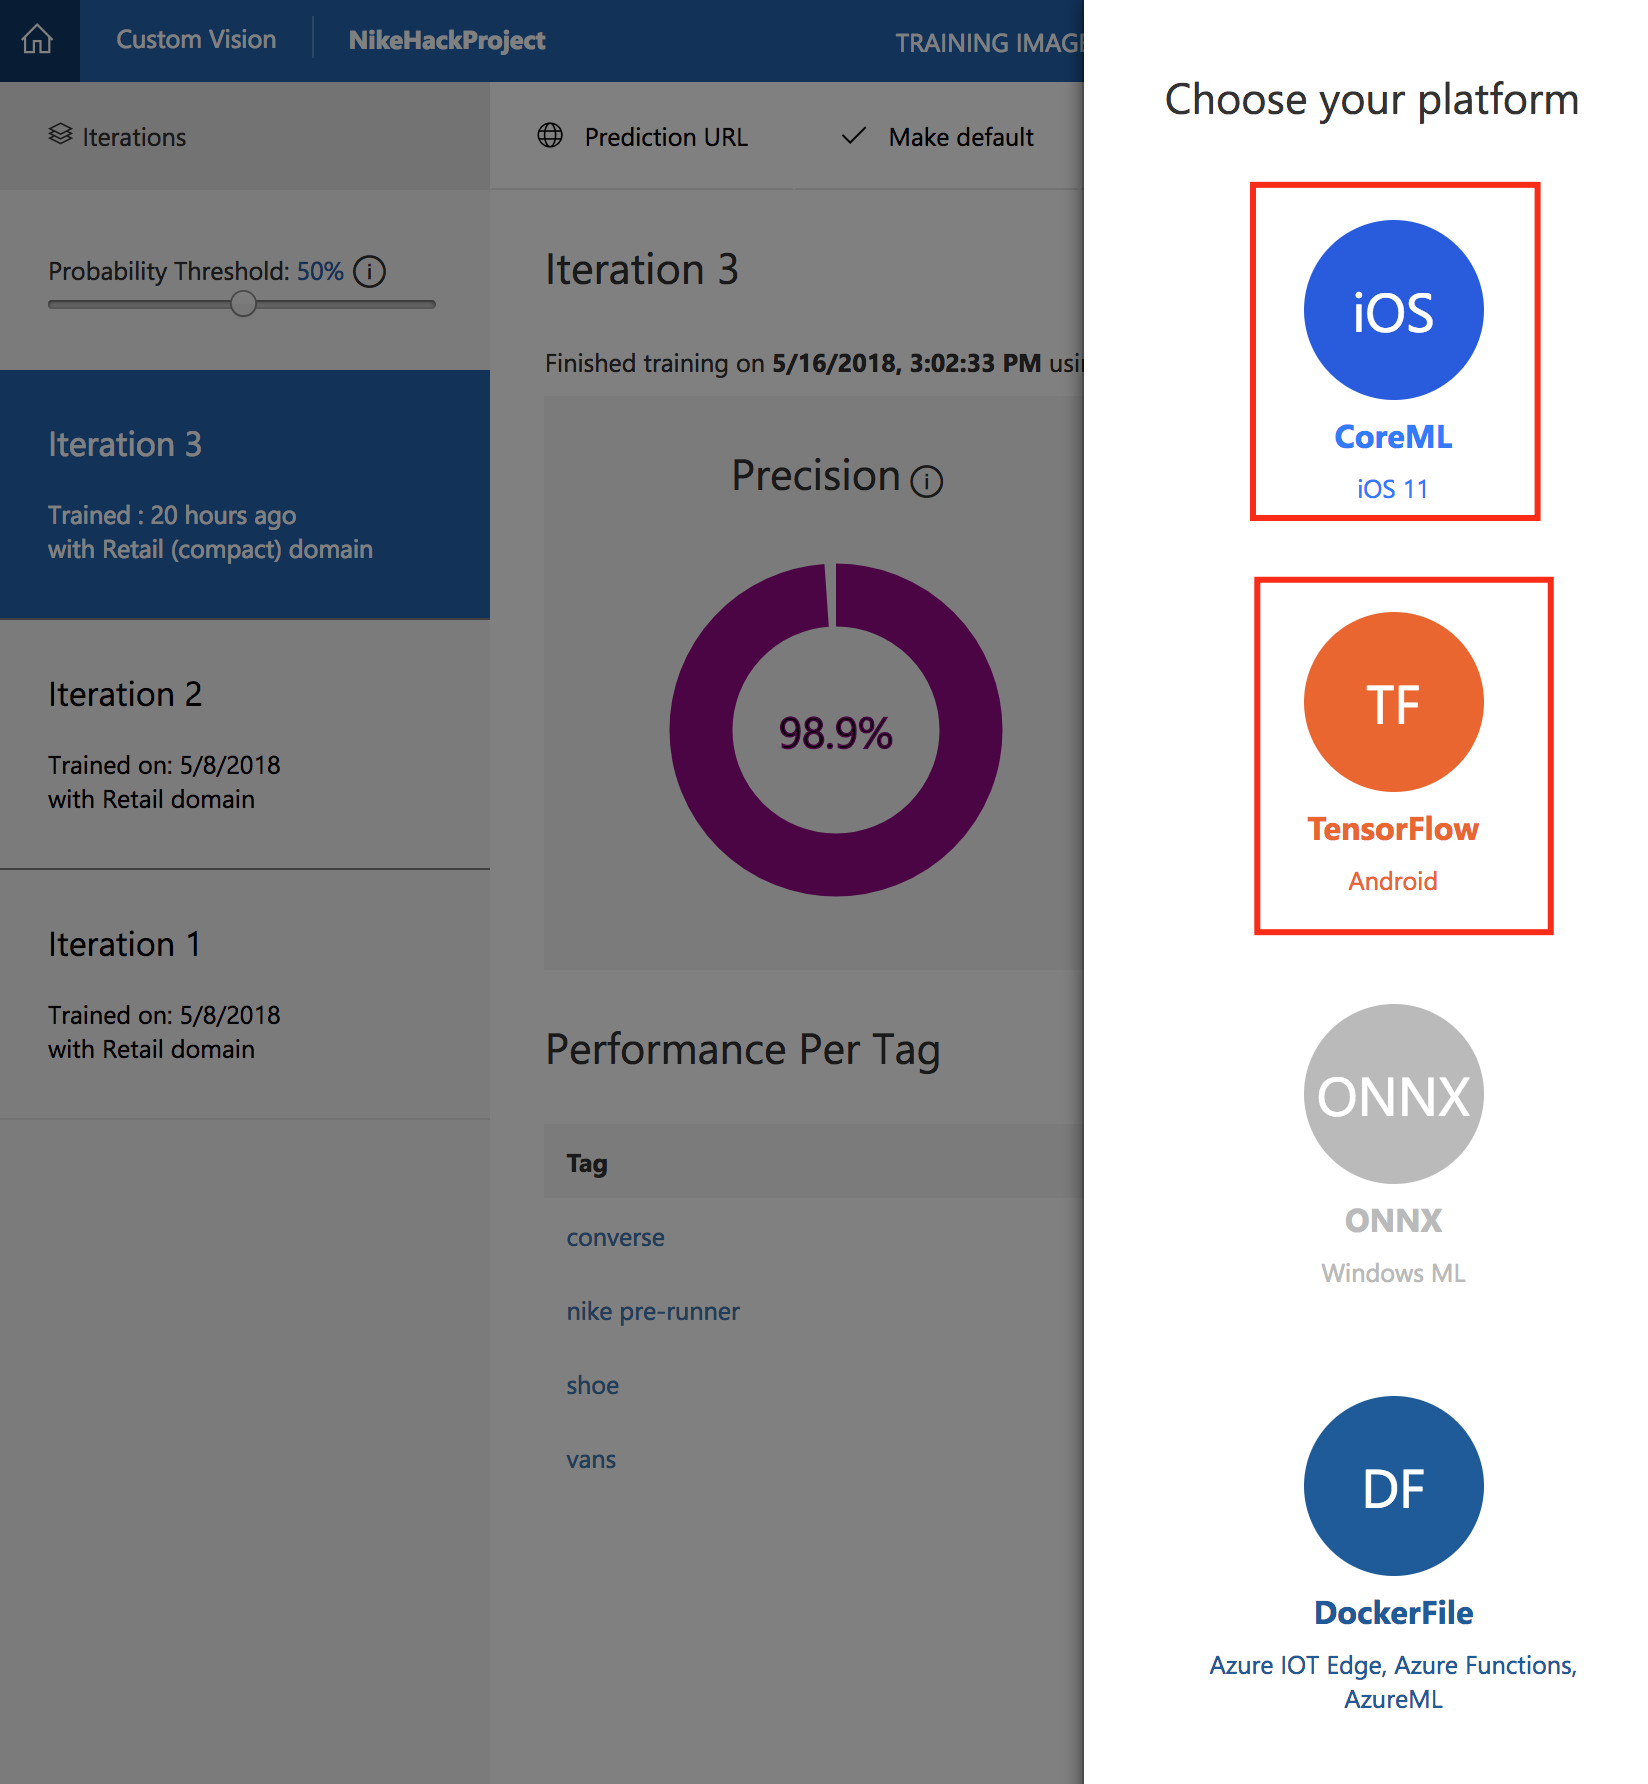 Custom Vision
NikeHackProject
TRAINING IMAG
Iterations
Prediction URL
Make default
Probability Threshold: 50% i
Iteration 3
Trained : 20 hours ago
with Retail (compact) domain
Iteration 2
Trained on: 5/8/2018
with Retail domain
Iteration 1
Trained on: 5/8/2018
with Retail domain
Iteration 3
Finished training on 5/16/2018, 3:02:33 PM usi
Precision i
98.9%
Performance Per Tag
Tag
converse
nike pre-runner
shoe
vans
Choose your platform
iOS
CoreML
iOS 11
TF
TensorFlow
Android
ONNX
ONNX
Windows ML
DF
DockerFile
Azure IOT Edge, Azure Functions,
AzureML